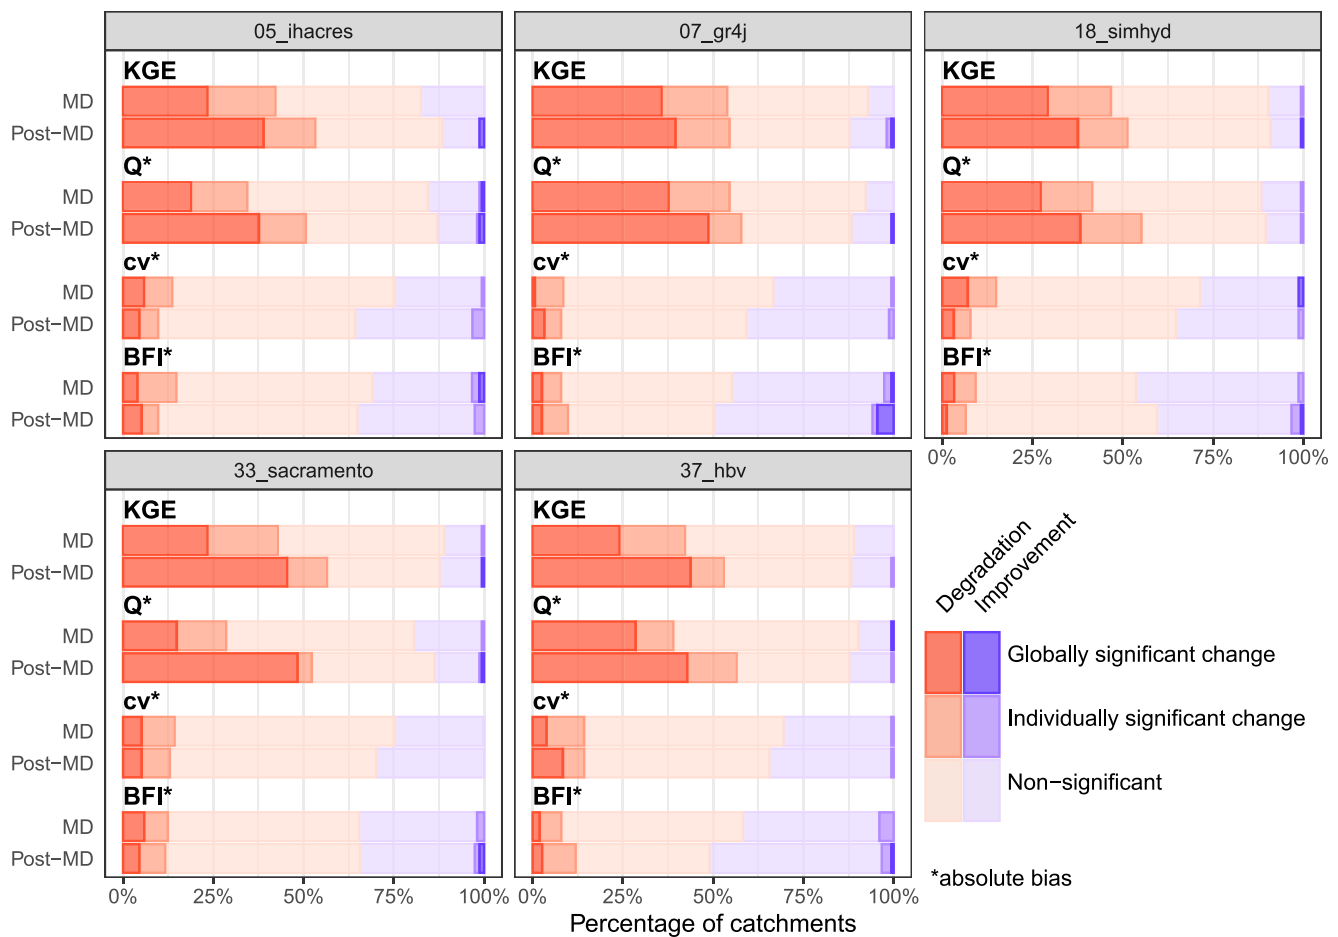 05_ihacres
KGE
MD
Post−MD
Q*
MD
Post−MD
cv*
MD
Post−MD
BFI*
MD
Post−MD
07_gr4j
KGE
Q*
cv*
BFI*
18_simhyd
KGE
Q*
cv*
BFI*
0% 25% 50% 75% 100%
33_sacramento
KGE
MD
Post−MD
Q*
MD
Post−MD
cv*
MD
Post−MD
BFI*
MD
Post−MD
0% 25% 50% 75% 100%
37_hbv
KGE
Q*
cv*
BFI*
0% 25% 50% 75% 100%
Percentage of catchments
Degradation
Improvement
Globally significant change
Individually significant change
Non−significant
*absolute bias